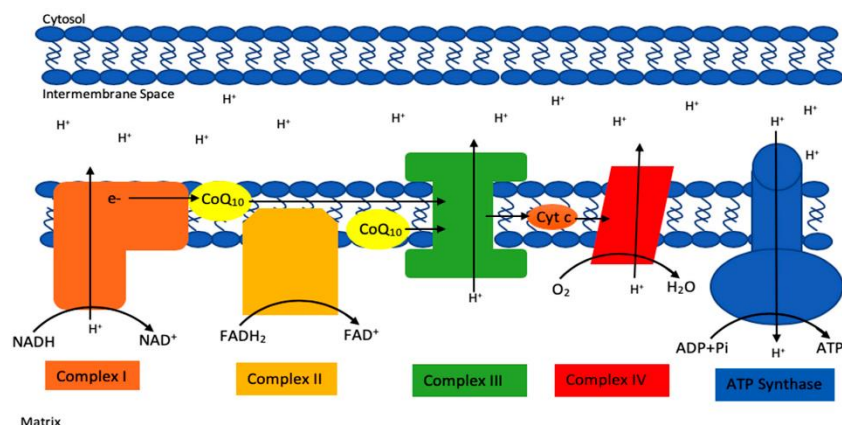 Cytosol
Intermembrane Space
H⁺
H⁺
H⁺
H⁺
H⁺
H⁺
H⁺
H⁺
H⁺
H⁺
H⁺
H⁺
e-
CoQ₁₀
CoQ₁₀
Cyt c
NADH
H⁺
NAD⁺
FADH₂
FAD⁺
H⁺
O₂
H⁺
H₂O
ADP+Pi
H⁺
ATP
Complex I
Complex II
Complex III
Complex IV
ATP Synthase
Matrix